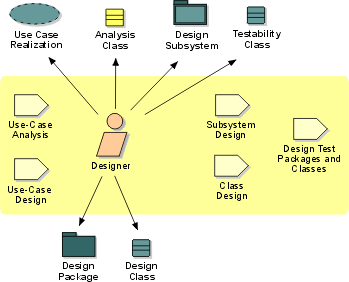 Use Case
Realization
Analysis
Class
Design
Subsystem
Testability
Class
Use-Case
Analysis
Designer
Subsystem
Design
Design Test
Packages and
Classes
Use-Case
Design
Class
Design
Design
Package
Design
Class